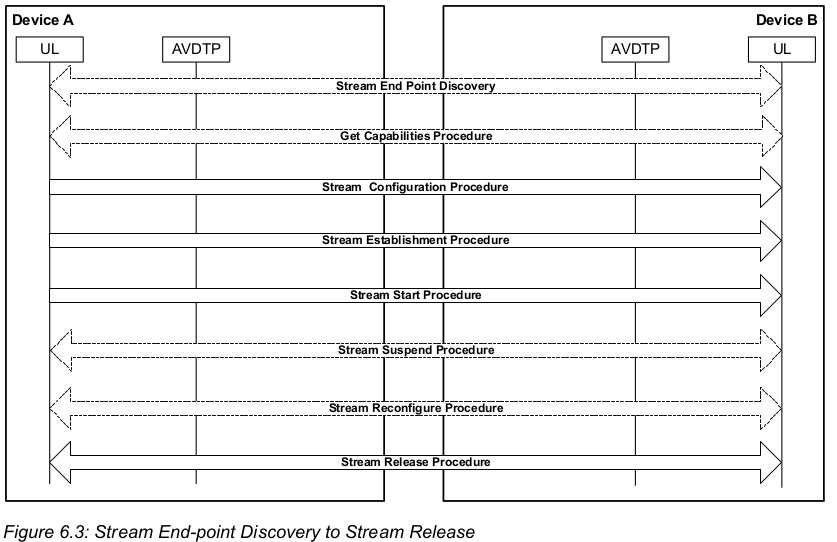 Device A
Device B
UL
AVDTP
AVDTP
UL
Stream End Point Discovery
Get Capabilities Procedure
Stream Configuration Procedure
Stream Establishment Procedure
Stream Start Procedure
Stream Suspend Procedure
Stream Reconfigure Procedure
Stream Release Procedure
Figure 6.3: Stream End-point Discovery to Stream Release